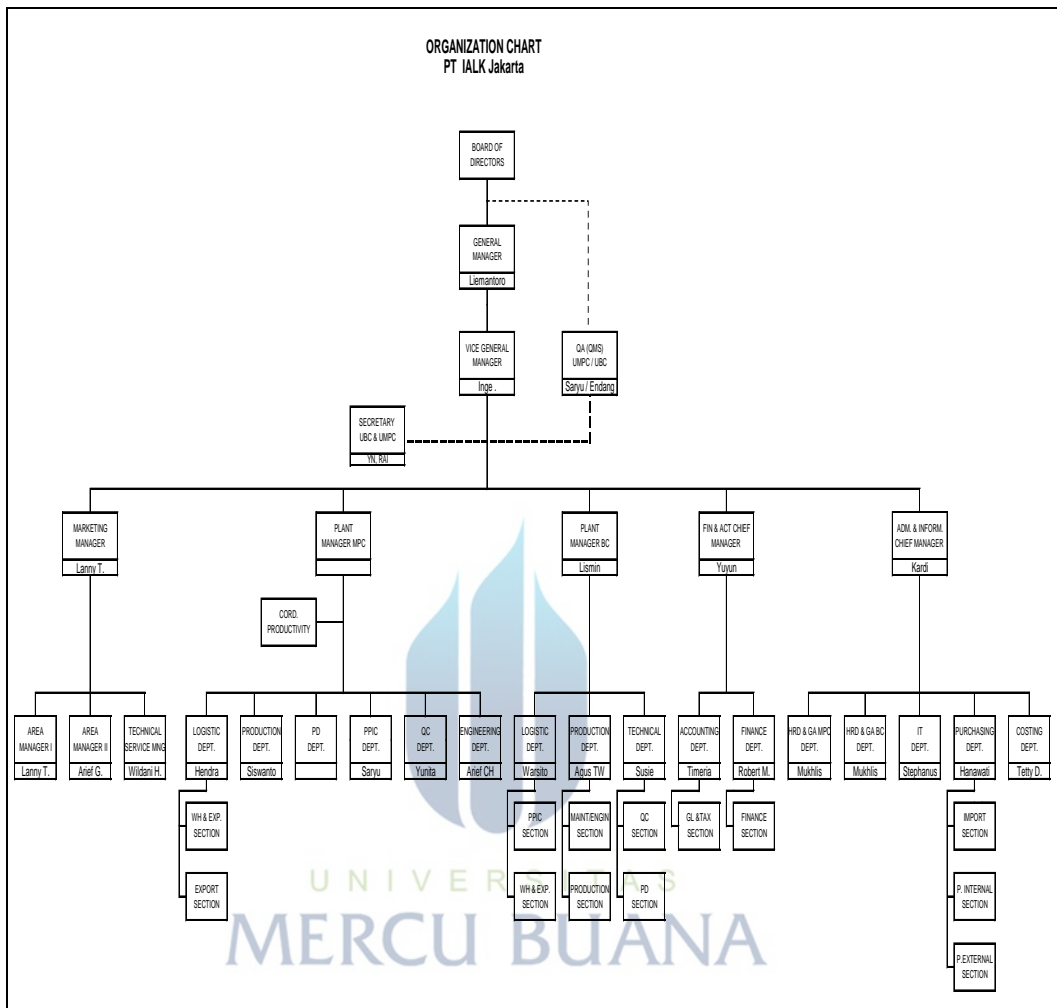 ORGANIZATION CHART
PT IALK Jakarta
BOARD OF
DIRECTORS
GENERAL
MANAGER
Liemantoro
VICE GENERAL
MANAGER
Inge .
QA (QMS)
UMPC / UBC
Saryu / Endang
SECRETARY
UBC & UMPC
YN, RAI
MARKETING
MANAGER
Lanny T.
PLANT
MANAGER MPC
PLANT
MANAGER BC
Lismin
FIN & ACT CHIEF
MANAGER
Yuyun
ADM. & INFORM.
CHIEF MANAGER
Kardi
CORD.
PRODUCTIVITY
AREA
MANAGER I
Lanny T.
AREA
MANAGER II
Arief G.
TECHNICAL
SERVICE MNG
Wildani H.
LOGISTIC
DEPT.
Hendra
PRODUCTION
DEPT.
Siswanto
PD
DEPT.
PPIC
DEPT.
Saryu
QC
DEPT.
Yunita
ENGINEERING
DEPT.
Arief CH
LOGISTIC
DEPT.
Warsito
PRODUCTION
DEPT.
Agus TW
TECHNICAL
DEPT.
Susie
ACCOUNTING
DEPT.
Timeria
FINANCE
DEPT.
Robert M.
HRD & GA MPC
DEPT.
Mukhlis
HRD & GA BC
DEPT.
Mukhlis
IT
DEPT.
Stephanus
PURCHASING
DEPT.
Hanawati
COSTING
DEPT.
Tetty D.
WH & EXP.
SECTION
PPIC
SECTION
MAINT/ENGIN
SECTION
QC
SECTION
GL &TAX
SECTION
FINANCE
SECTION
IMPORT
SECTION
EXPORT
SECTION
WH & EXP.
SECTION
PRODUCTION
SECTION
PD
SECTION
P. INTERNAL
SECTION
P.EXTERNAL
SECTION
UNIVERSITAS
MERCU BUANA